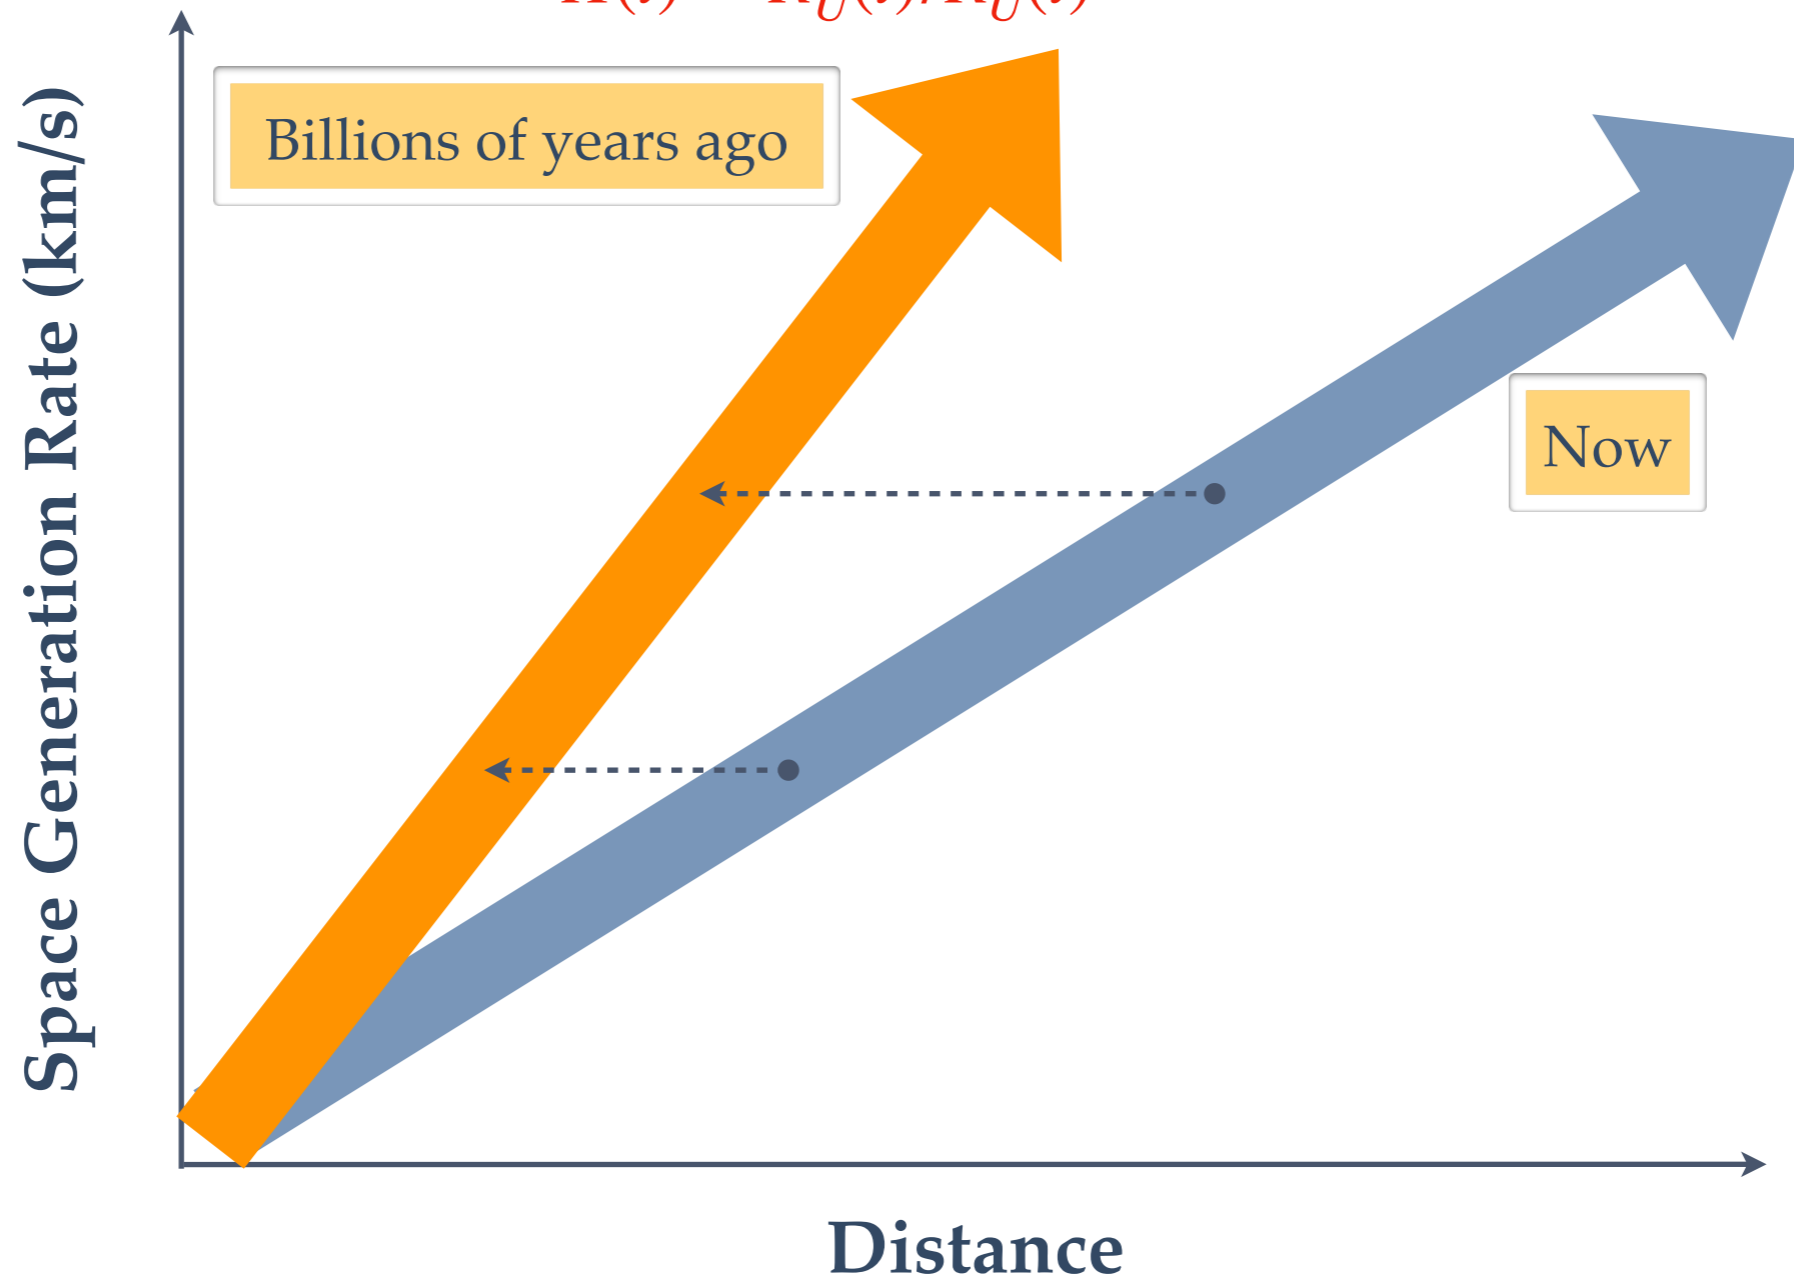 Billions of years ago
Now
Space Generation Rate (km/s)
Distance